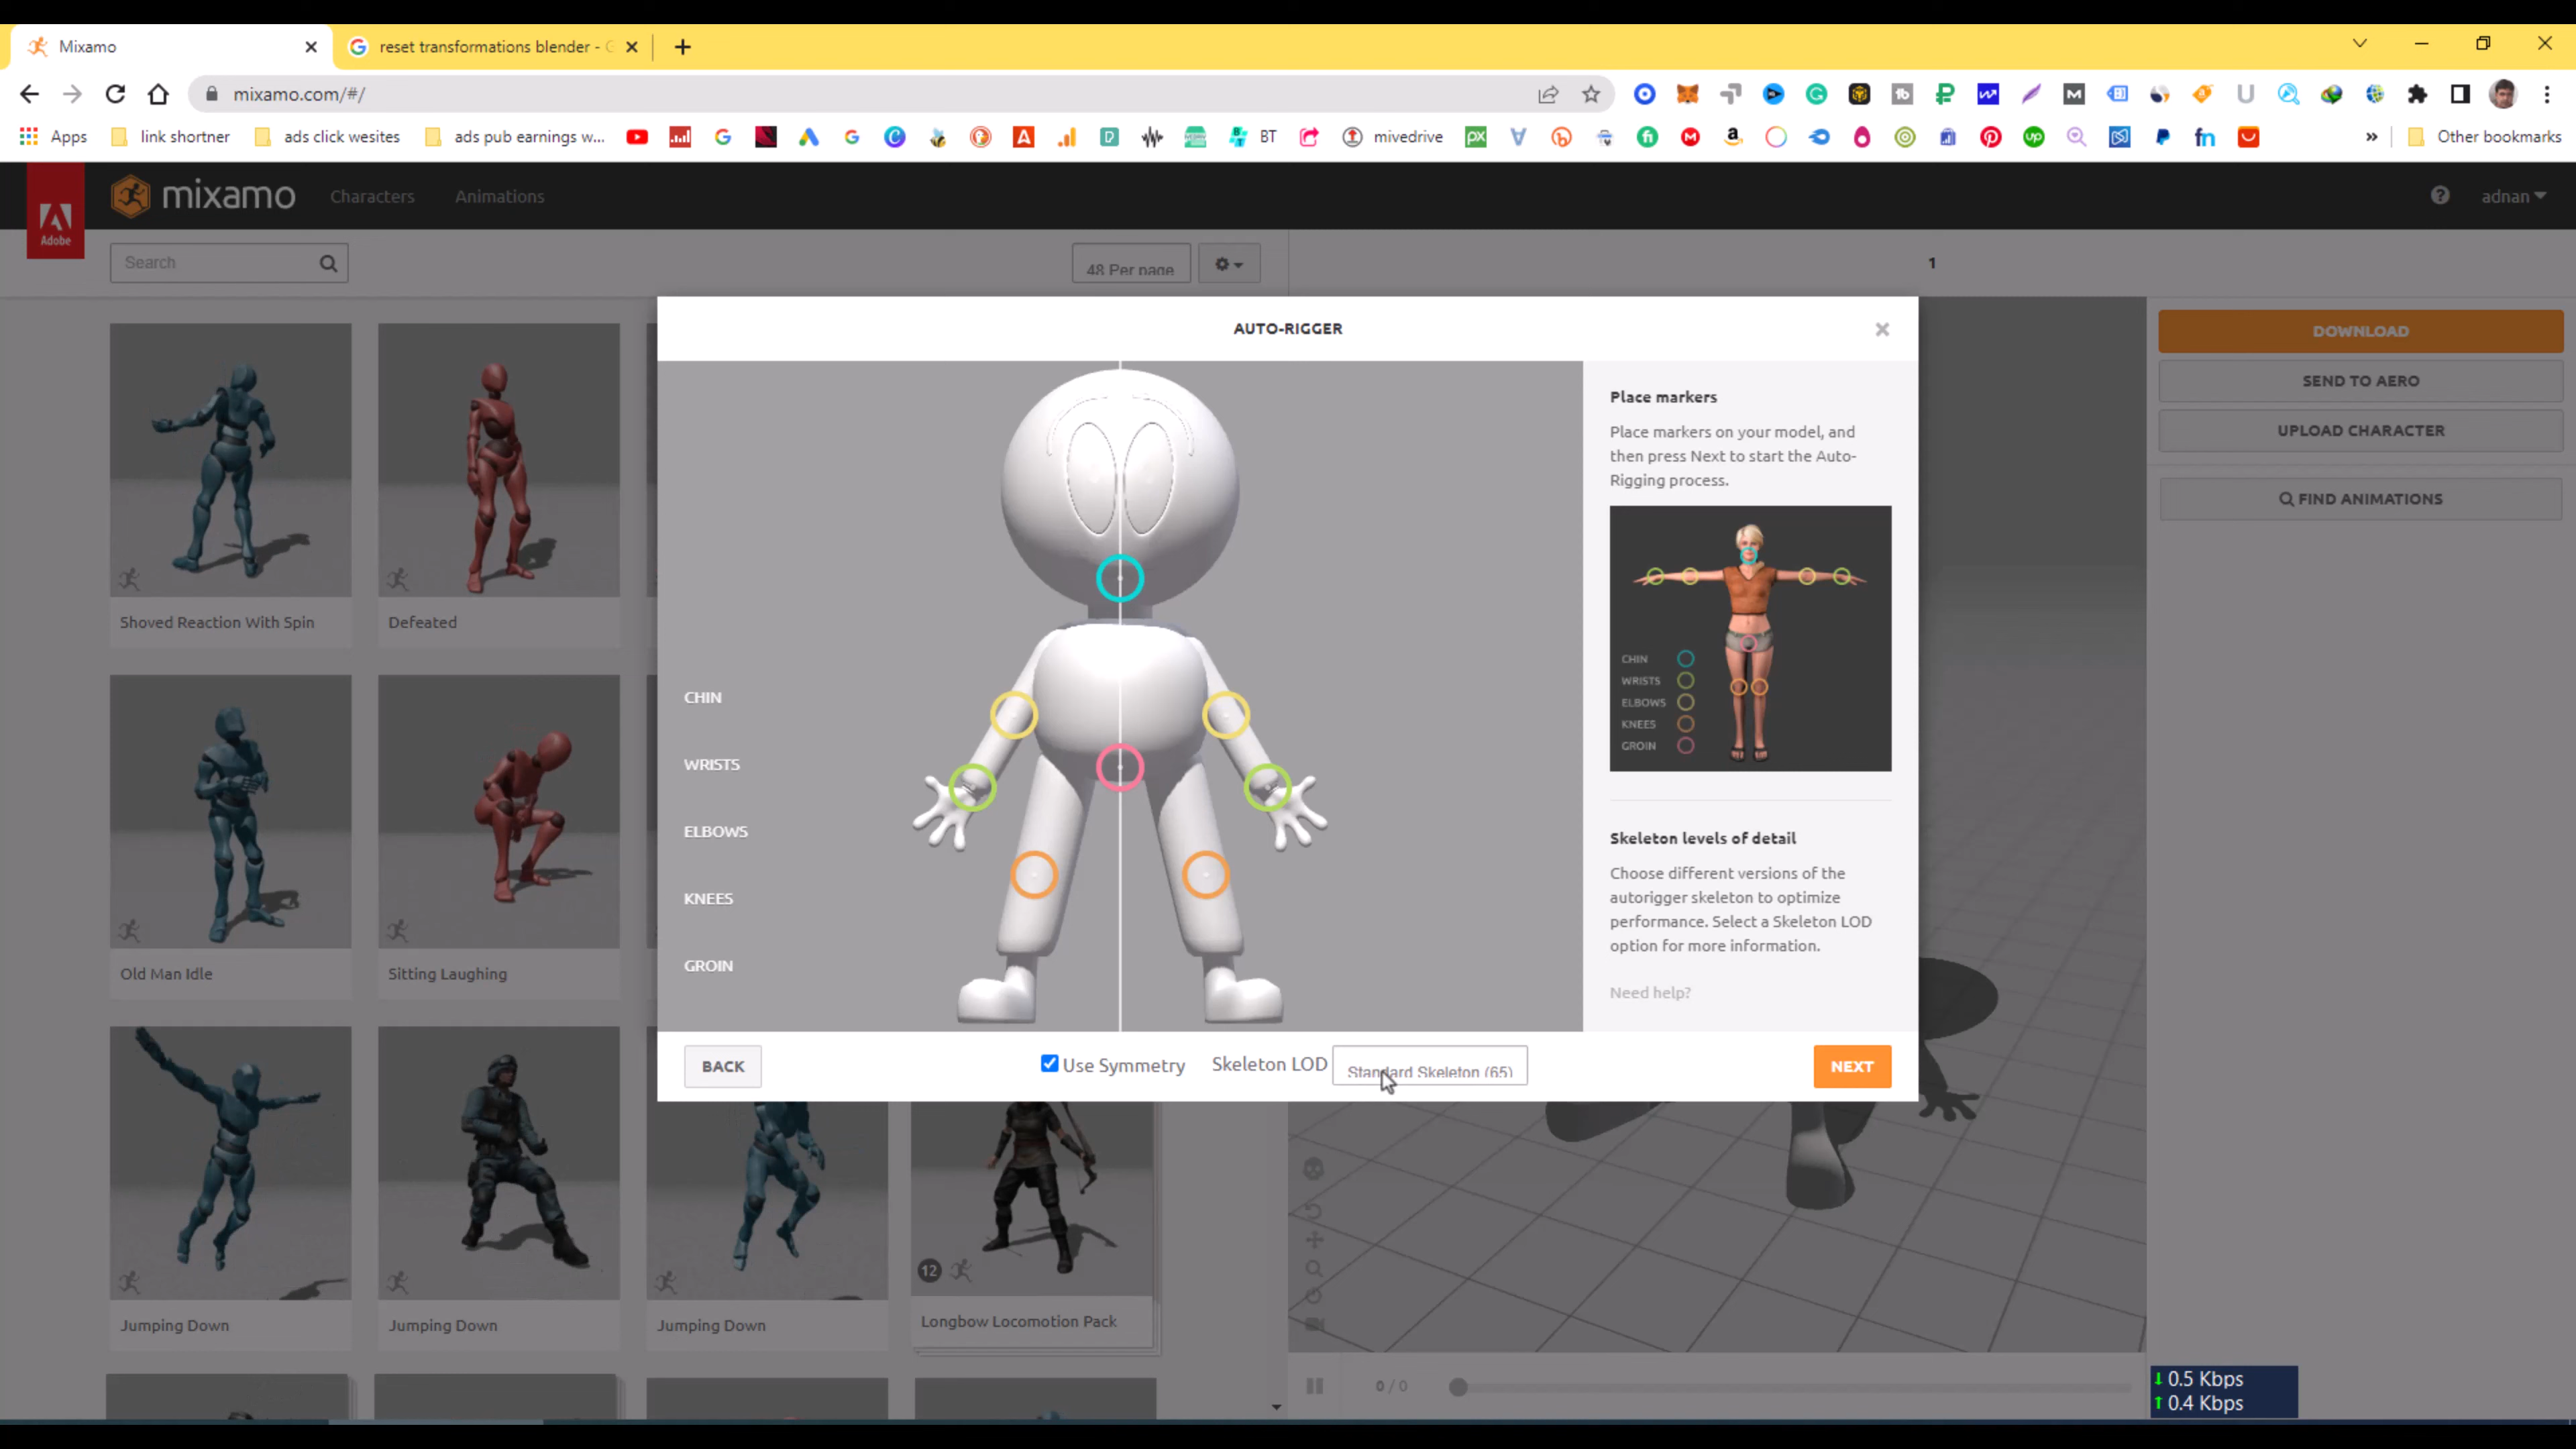 Mixamo
reset transformations blender - G
mixamo.com/#/
Apps
link shortner
ads click wesites
ads pub earnings w...
BT
mivedrive
Other bookmarks
Adobe
mixamo
Characters
Animations
adnan
Search
48 Per page
1
AUTO-RIGGER
Place markers
Place markers on your model, and
then press Next to start the Auto-
Rigging process.
CHIN
WRISTS
ELBOWS
KNEES
GROIN
CHIN
WRISTS
ELBOWS
KNEES
GROIN
Skeleton levels of detail
Choose different versions of the
autorigger skeleton to optimize
performance. Select a Skeleton LOD
option for more information.
Need help?
BACK
Use Symmetry
Skeleton LOD
Standard Skeleton (65)
NEXT
DOWNLOAD
SEND TO AERO
UPLOAD CHARACTER
FIND ANIMATIONS
Shoved Reaction With Spin
Defeated
Old Man Idle
Sitting Laughing
12
Jumping Down
Jumping Down
Jumping Down
Longbow Locomotion Pack
0 / 0
0.5 Kbps
0.4 Kbps